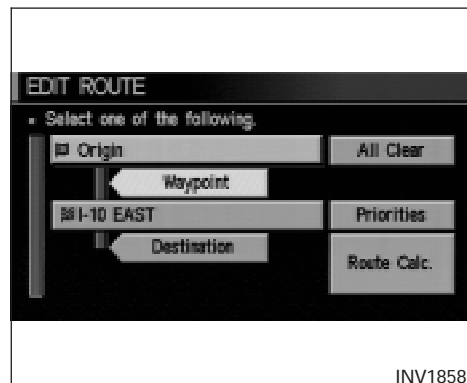 EDIT ROUTE
Select one of the following.
Origin
All Clear
Waypoint
I-10 EAST
Priorities
Destination
Route Calc.
INV1858